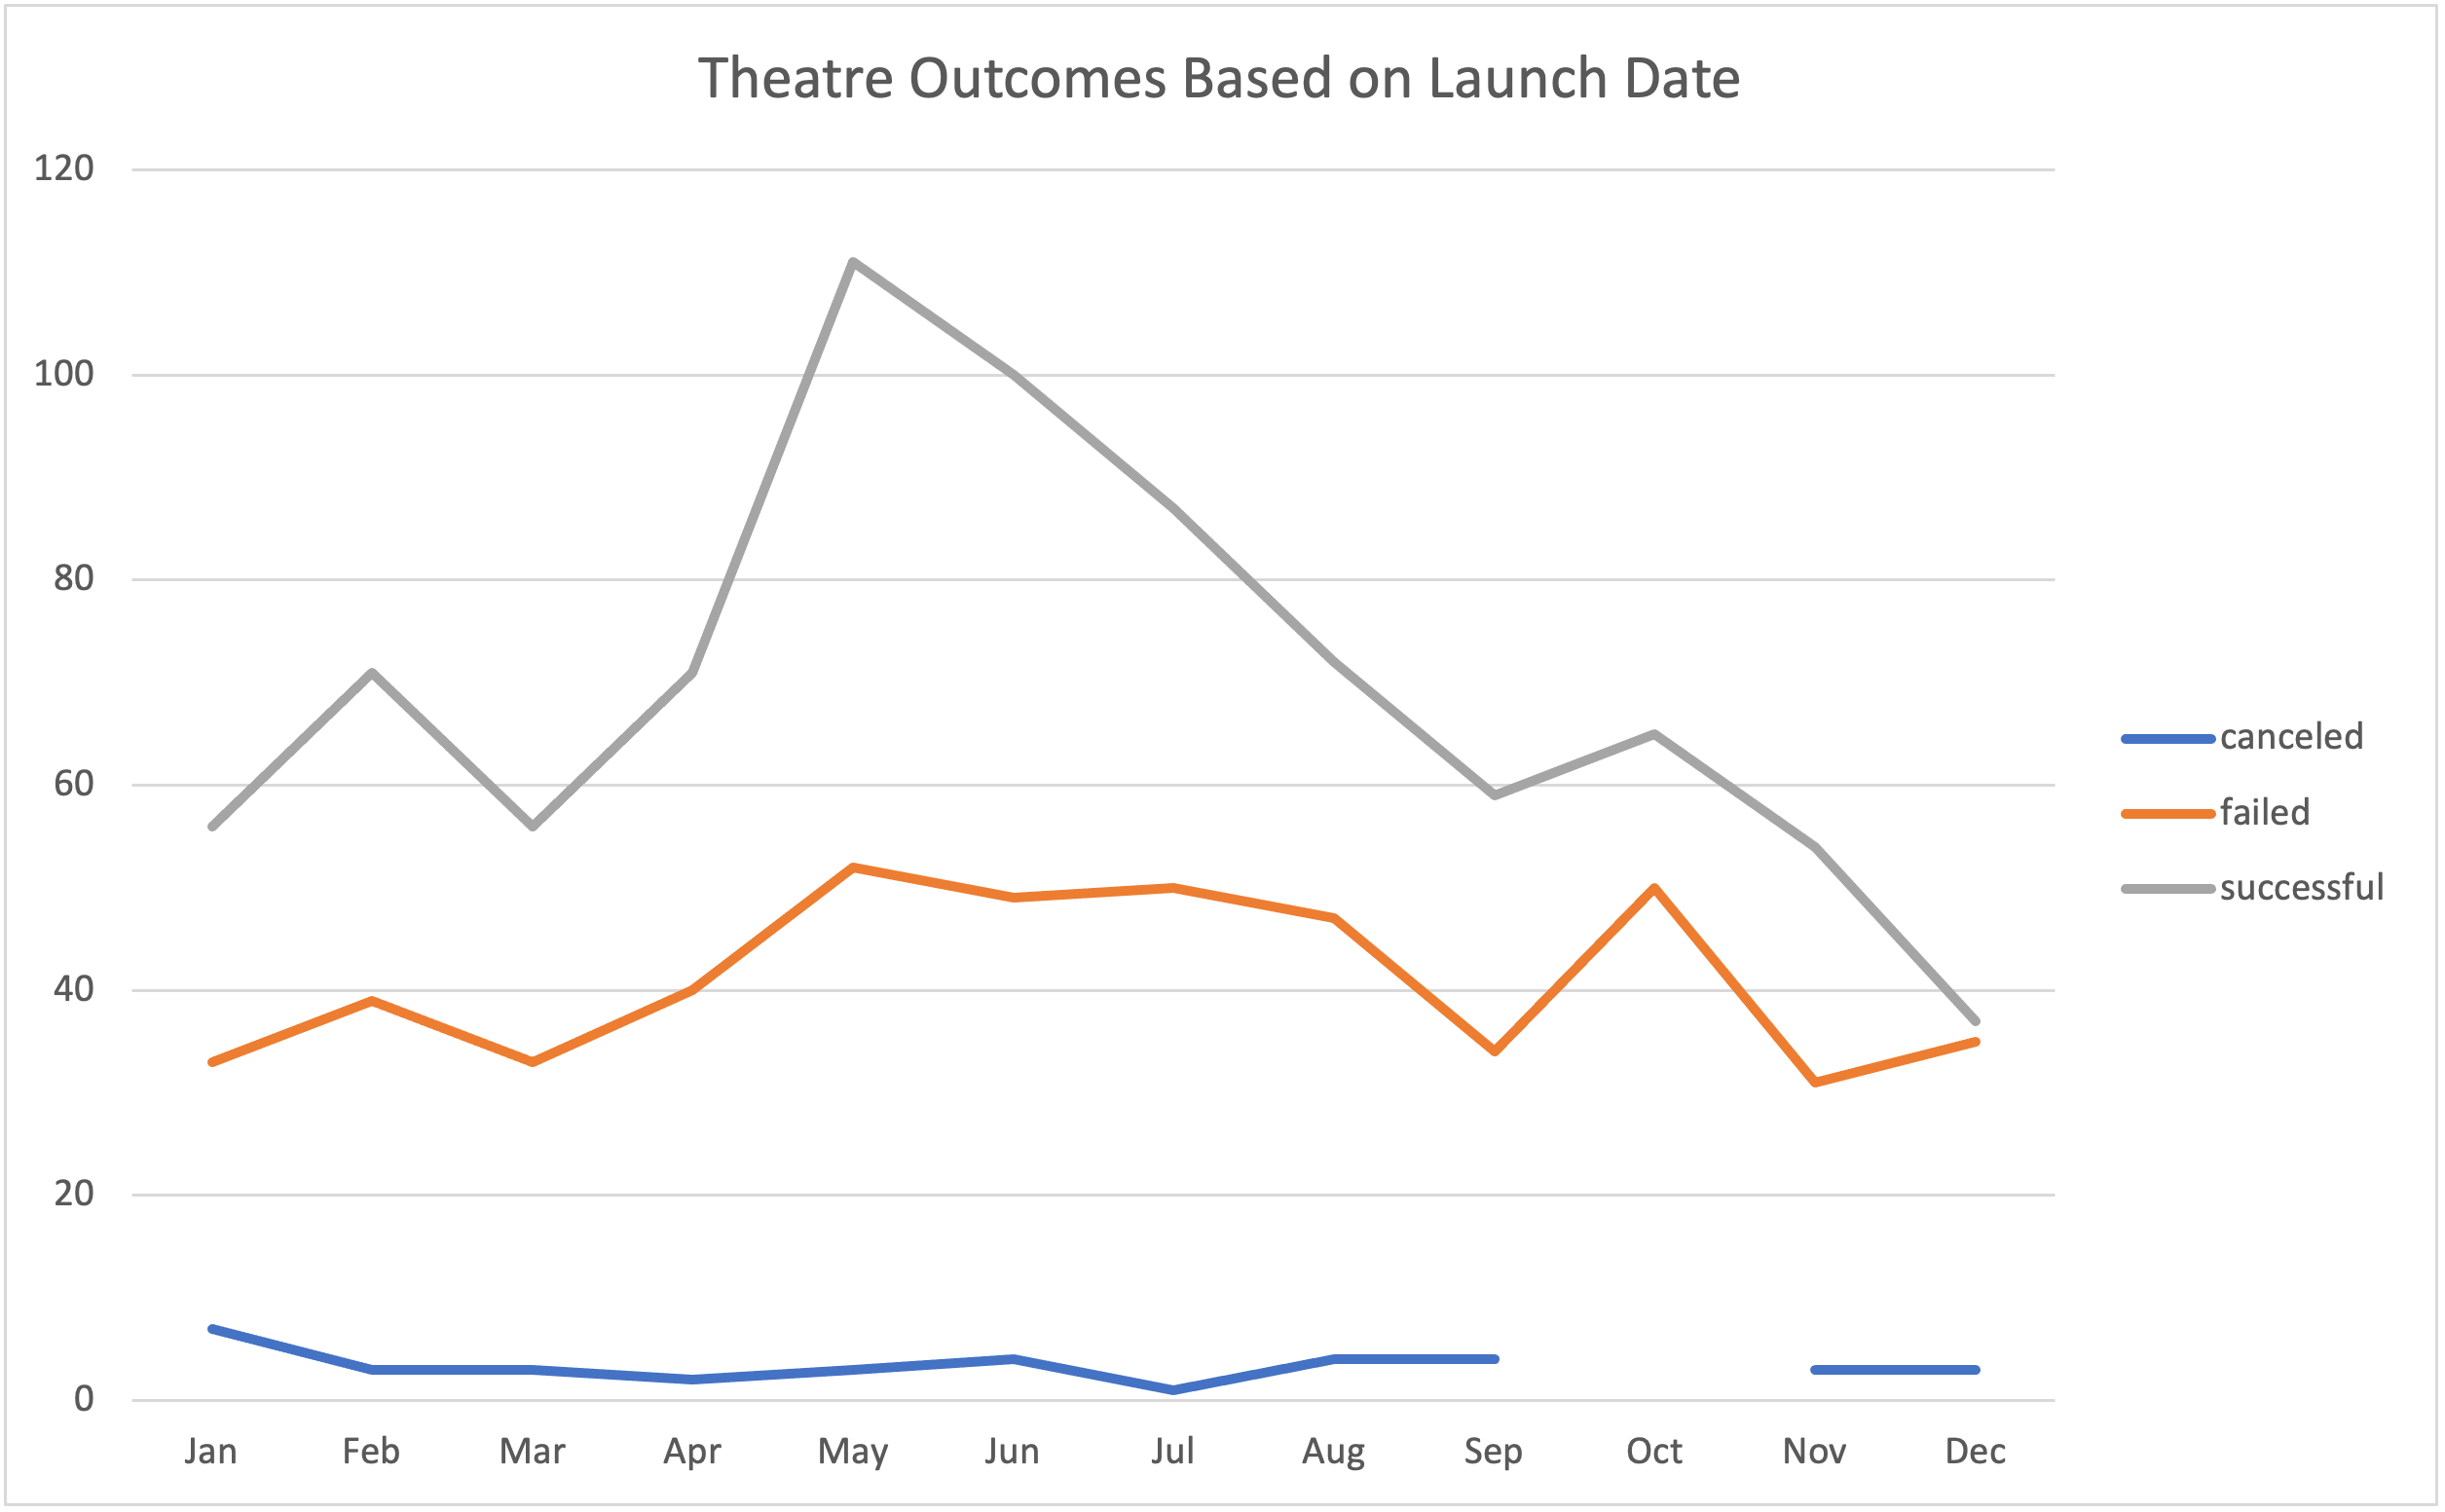 Theatre Outcomes Based on Launch Date
120
100
80
60
40
20
0
Jan Feb Mar Apr May Jun Jul Aug Sep Oct Nov Dec
canceled
failed
successful